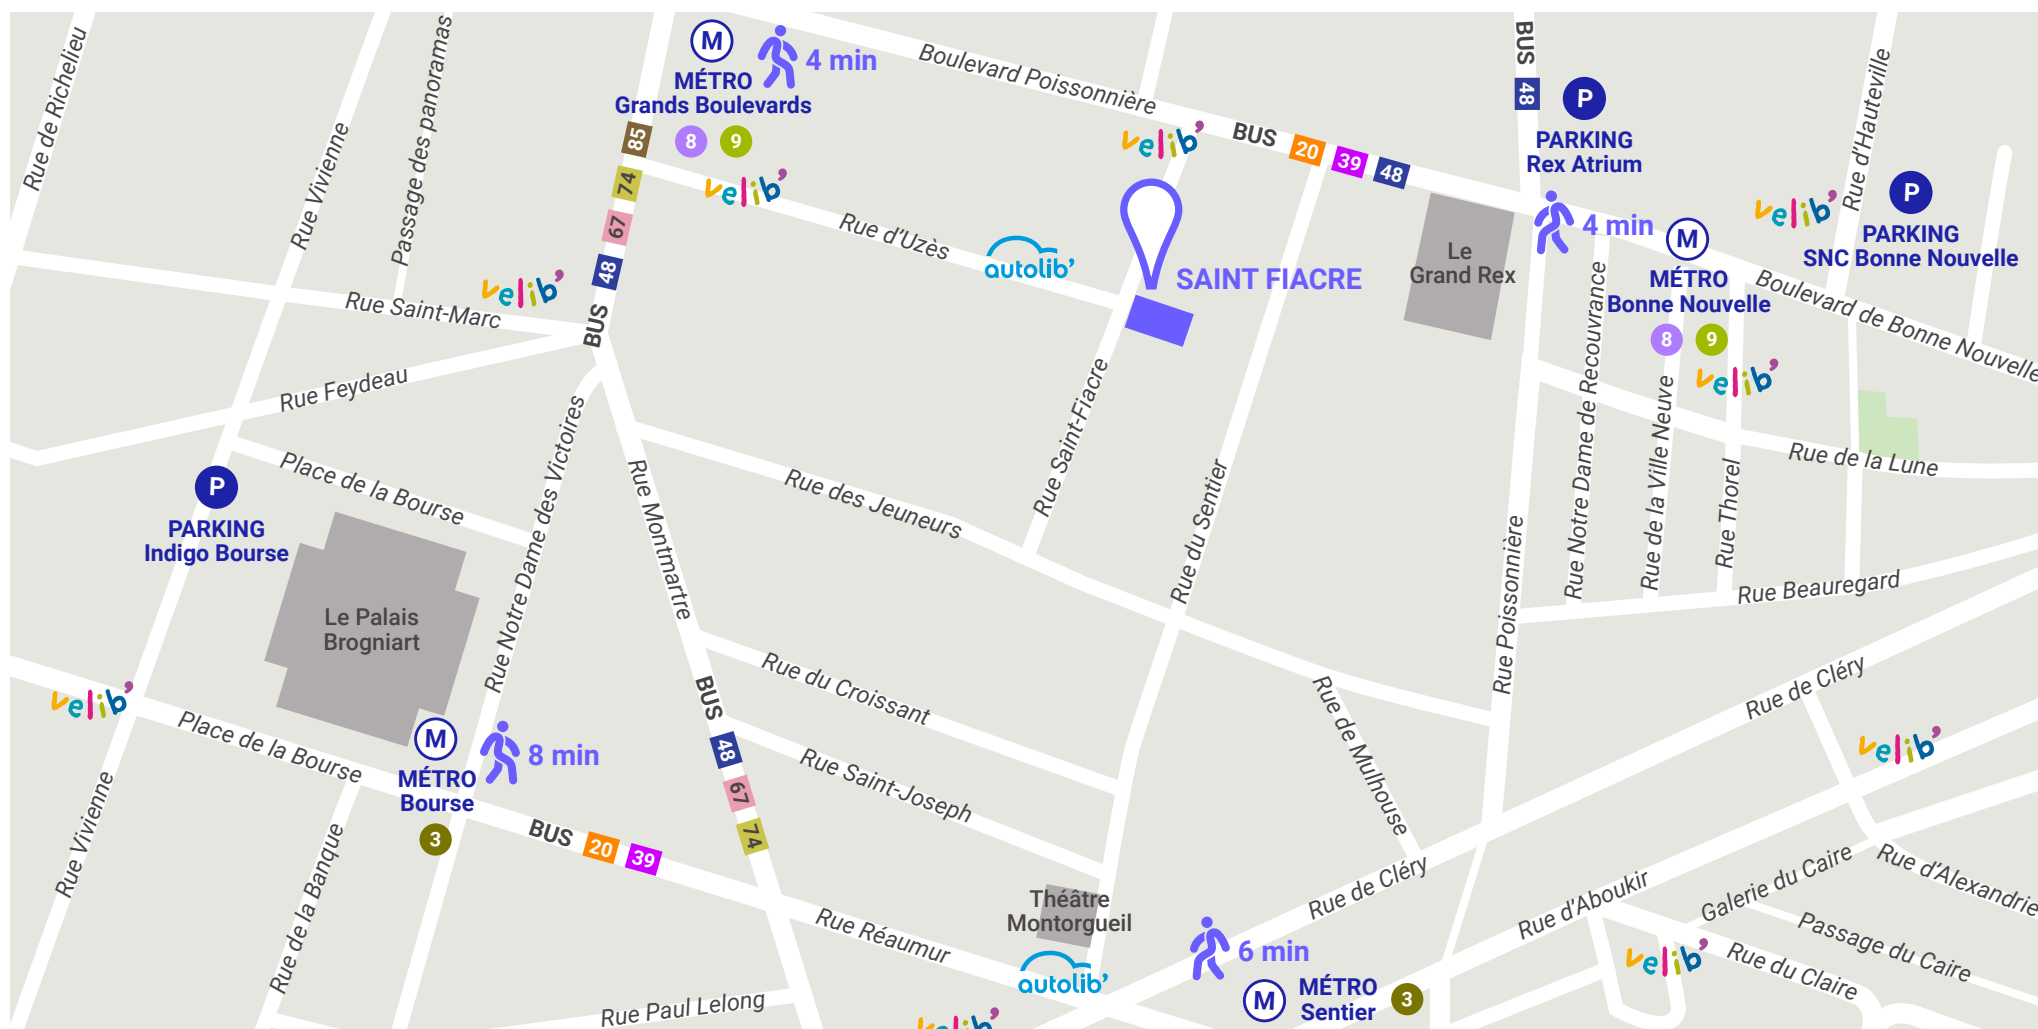 Rue de Richelieu
Rue Vivienne
Passage des panoramas
M
MÉTRO
Grands Boulevards
8 9
4 min
Boulevard Poissonnière
velib'
BUS 20 39 48
BUS 48
P
PARKING
Rex Atrium
Rue d'Hauteville
85
74
67
48
BUS
velib'
Rue d'Uzès
autolib'
SAINT FIACRE
Le
Grand Rex
4 min
M
MÉTRO
Bonne Nouvelle
8 9
velib'
velib'
P
PARKING
SNC Bonne Nouvelle
Boulevard de Bonne Nouvelle
velib'
Rue Saint-Marc
Rue Feydeau
Place de la Bourse
P
PARKING
Indigo Bourse
Le Palais
Brogniart
Rue Notre Dame des Victoires
Rue Montmartre
Rue des Jeuneurs
Rue Saint-Fiacre
Rue du Sentier
Rue Poissonnière
Rue Notre Dame de Recouvrance
Rue de la Ville Neuve
Rue Thorel
Rue de la Lune
Rue Beauregard
velib'
Place de la Bourse
M
MÉTRO
Bourse
3
8 min
Rue Vivienne
Rue de la Banque
BUS 20 39
BUS 48 67 74
Rue du Croissant
Rue Saint-Joseph
Rue de Mulhouse
Rue de Cléry
velib'
Rue Réaumur
Théâtre
Montorgueil
autolib'
Rue de Cléry
6 min
M
MÉTRO
Sentier
3
Rue d'Aboukir
Galerie du Caire
Rue d'Alexandrie
Passage du Caire
Rue du Claire
velib'
Rue Paul Lelong
velib'